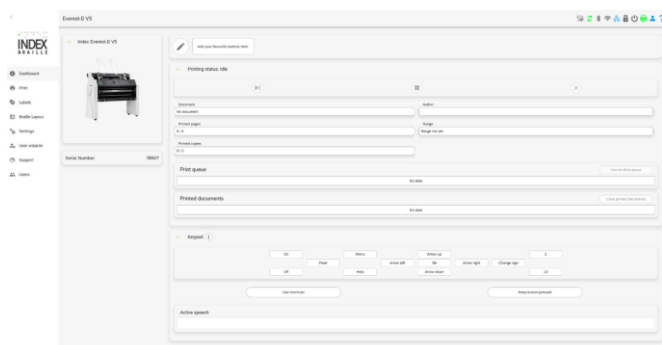 Everest-D V5
INDEX
BRAILLE
Dashboard
Print
Labels
Braille Layout
Settings
User wizards
Support
Users
Index Everest-D V5
Serial Number
Add your favourite buttons here.
Printing status: Idle
Document
No document
Author
Printed pages
0 / 0
Range
Range not set
Printed copies
0 / 0
Print queue
No data
Printed documents
Clear printed documents
No data
Keypad
On
Menu
Arrow up
Reset
Arrow left
Ok
Arrow right
Change sign
Off
Help
Arrow down
Use shortcuts
Keep button pressed
Active speech